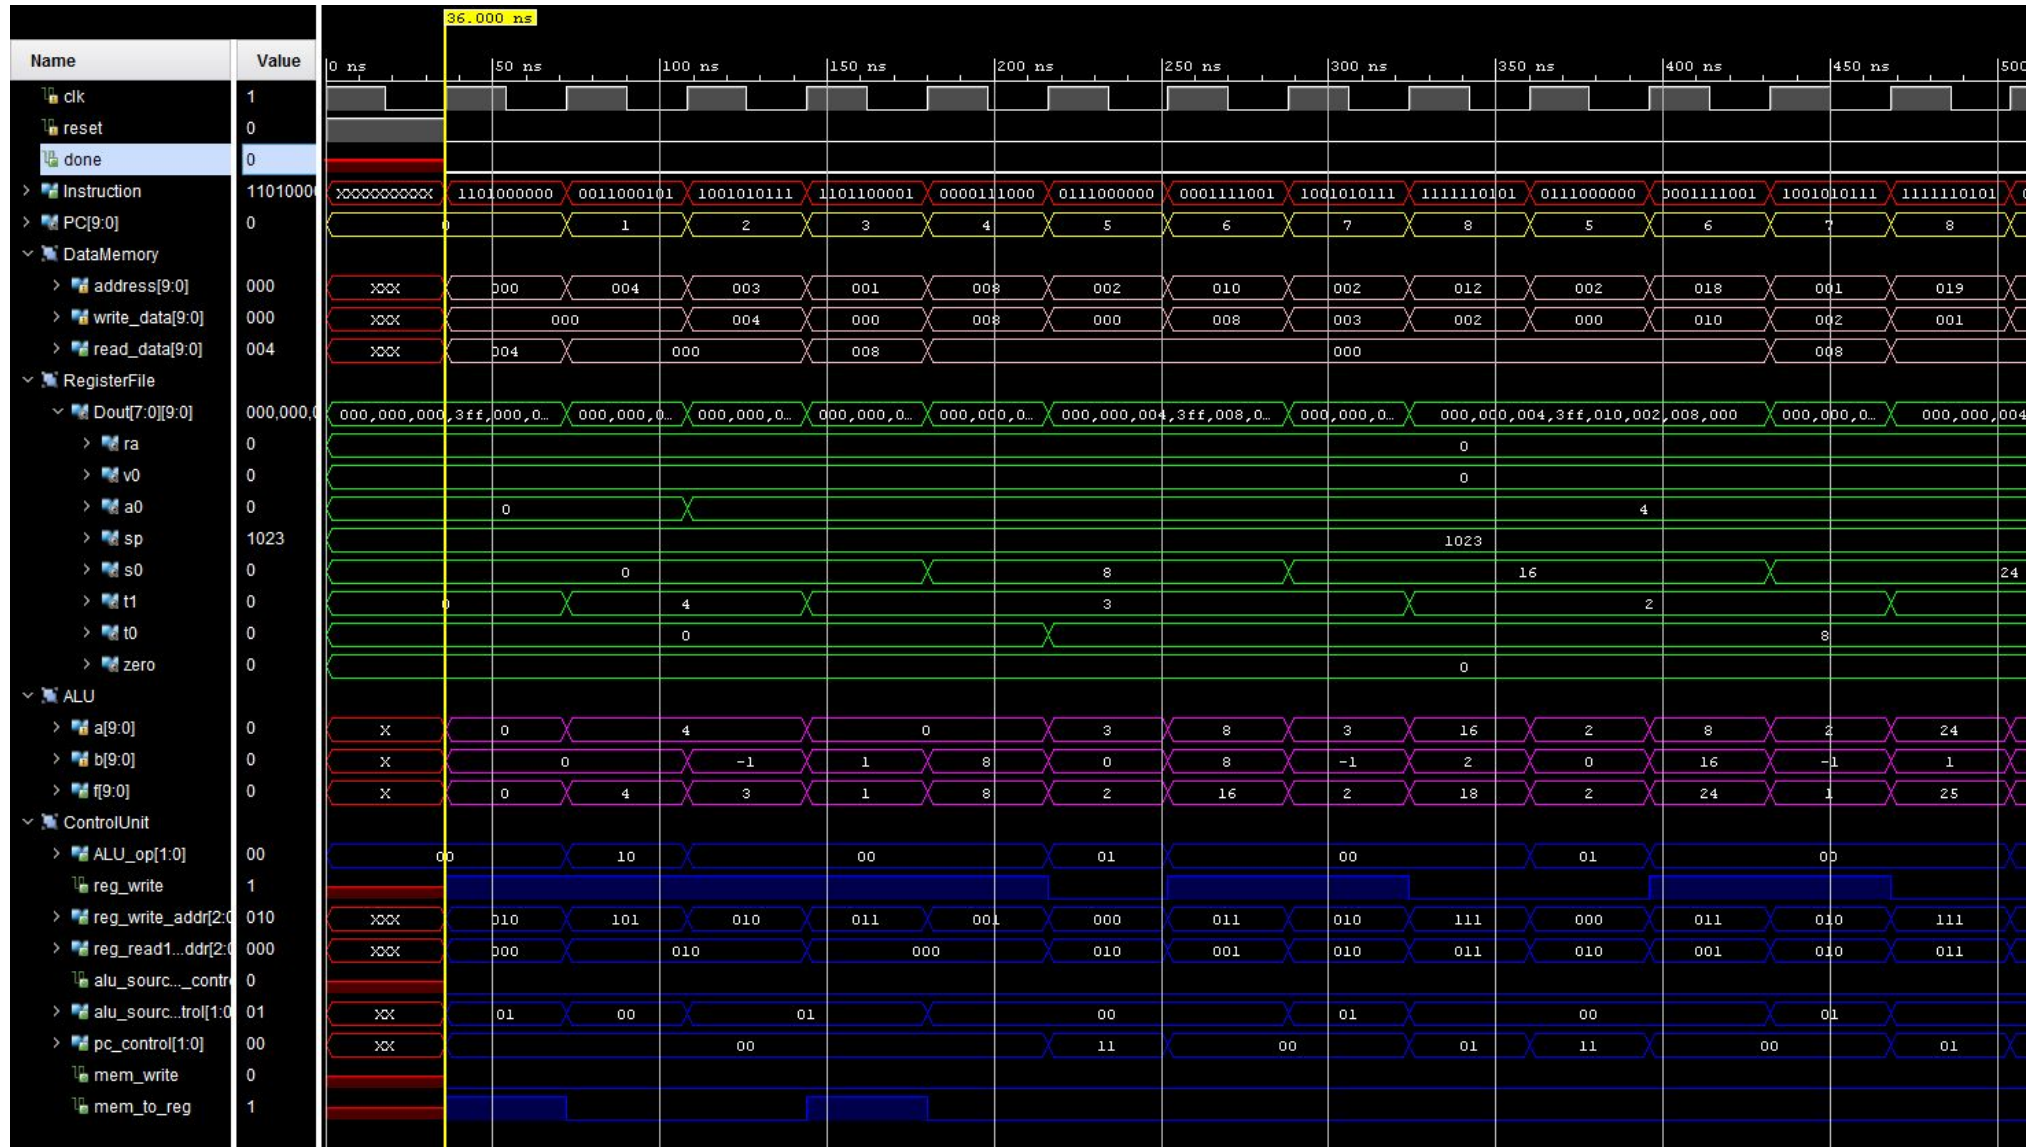 36.000 ns
Name Value 0 ns 50 ns 100 ns 150 ns 200 ns 250 ns 300 ns 350 ns 400 ns 450 ns 500
clk 1
reset 0
done 0
Instruction 1101000 XXXXXXXXXX 1101000000 0011000101 1001010111 1101100001 0000111000 0111000000 0001111001 1001010111 1111110101 0111000000 0001111001 1001010111 1111110101
PC[9:0] 0 0 1 2 3 4 5 6 7 8 5 6 7 8
DataMemory
address[9:0] 000 XXX 000 004 003 001 008 002 010 002 012 002 018 001 019
write_data[9:0] 000 XXX 000 004 000 008 000 008 003 002 000 010 002 001
read_data[9:0] 004 XXX 004 000 008 000 008
RegisterFile
Dout[7:0][9:0] 000,000,0 000,000,000,3ff,000,0... 000,000,0... 000,000,0... 000,000,0... 000,000,0... 000,000,004,3ff,008,0... 000,000,0... 000,000,004,3ff,010,002,008,000 000,000,0... 000,000,004
ra 0 0
v0 0 0
a0 0 0 4
sp 1023 1023
s0 0 0 8 16 24
t1 0 0 4 3 2
t0 0 0 8
zero 0 0
ALU
a[9:0] 0 X 0 4 0 3 8 3 16 2 8 2 24
b[9:0] 0 X 0 -1 1 8 0 8 -1 2 0 16 -1 1
f[9:0] 0 X 0 4 3 1 8 2 16 2 18 2 24 1 25
ControlUnit
ALU_op[1:0] 00 00 10 00 01 00 01 00
reg_write 1
reg_write_addr[2:0 010 XXX 010 101 010 011 001 000 011 010 111 000 011 010 111
reg_read1...ddr[2:0 000 XXX 000 010 000 010 001 010 011 010 001 010 011
alu_sourc..._contr 0
alu_sourc...trol[1:0 01 XX 01 00 01 00 01 00 01
pc_control[1:0] 00 XX 00 11 00 01 11 00 01
mem_write 0
mem_to_reg 1